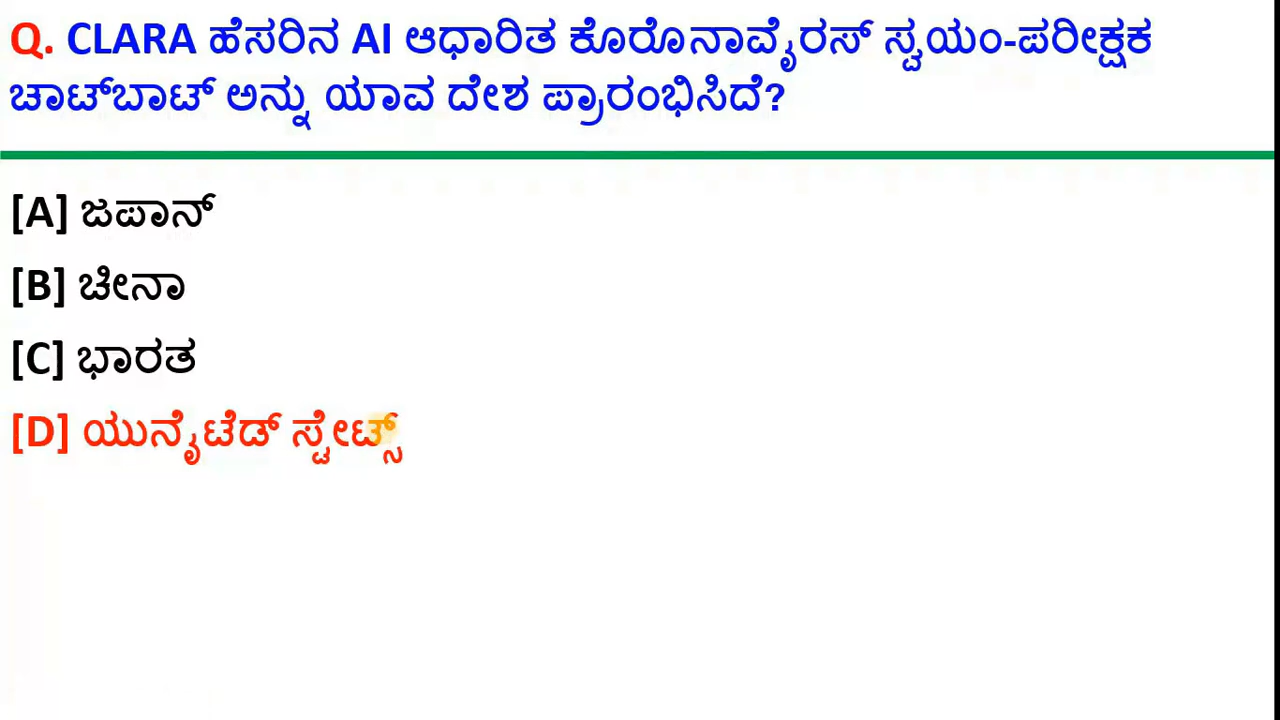 Q. CLARA ಹೆಸರಿನ AI ಆಧಾರಿತ ಕೊರೊನಾವೈರಸ್ ಸ್ವಯಂ-ಪರೀಕ್ಷಕ
ಚಾಟ್‌ಬಾಟ್ ಅನ್ನು ಯಾವ ದೇಶ ಪ್ರಾರಂಭಿಸಿದೆ?
[A] ಜಪಾನ್
[B] ಚೀನಾ
[C] ಭಾರತ
[D] ಯುನೈಟೆಡ್ ಸ್ಟೇಟ್ಸ್